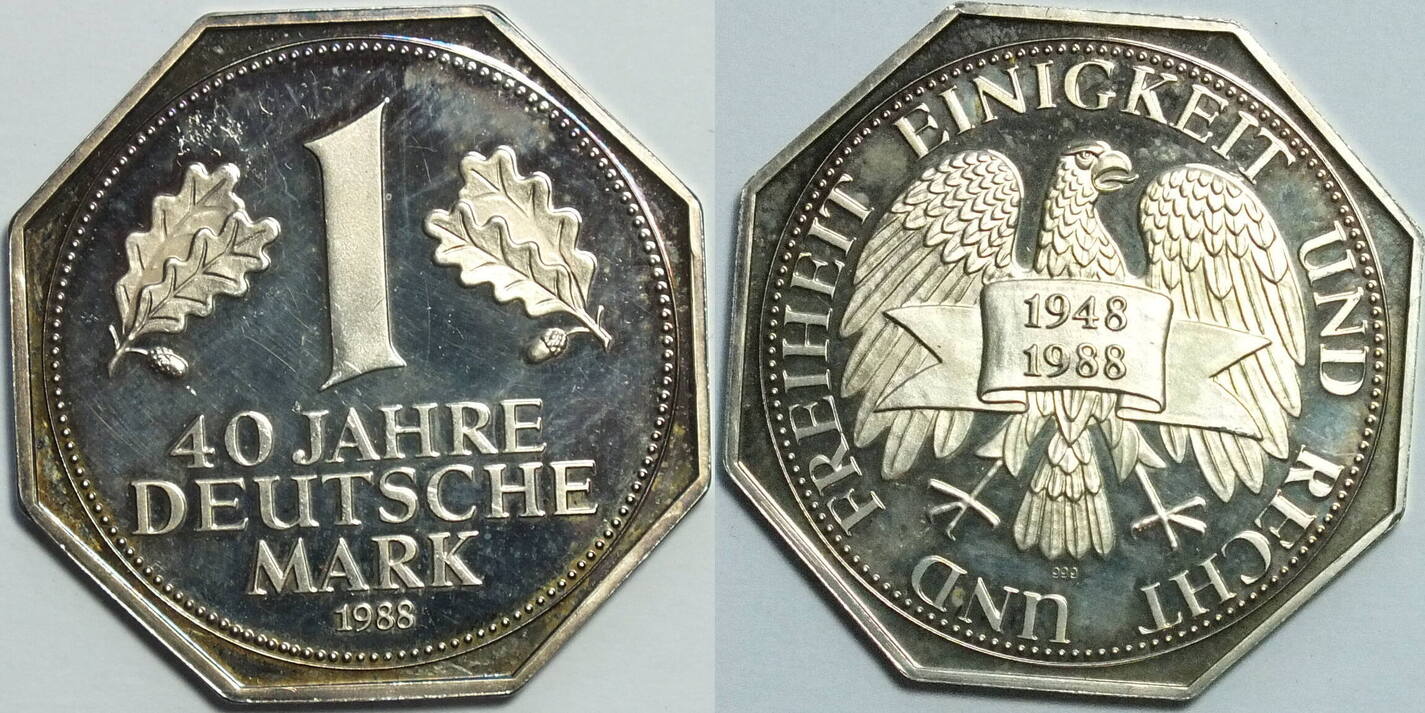 1
40 JAHRE
DEUTSCHE
MARK
1988
EINIGKEIT UND RECHT UND FREIHEIT
1948
1988
999